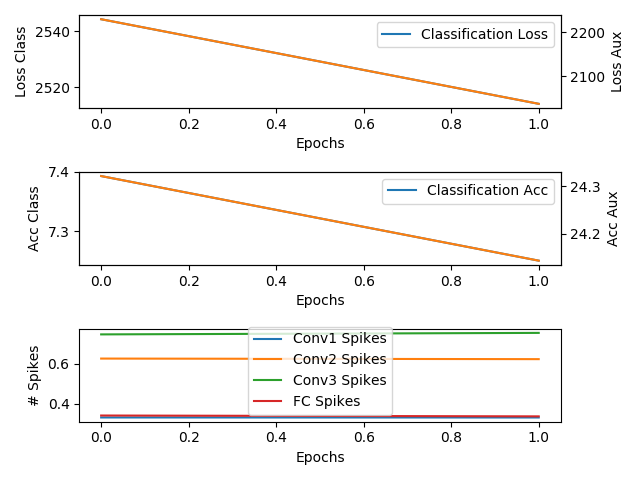 Loss Class
2540
2520
Classification Loss
2200
2100
Loss Aux
0.0 0.2 0.4 0.6 0.8 1.0
Epochs
Acc Class
7.4
7.3
Classification Acc
24.3
24.2
Acc Aux
0.0 0.2 0.4 0.6 0.8 1.0
Epochs
# Spikes
0.6
0.4
Conv1 Spikes
Conv2 Spikes
Conv3 Spikes
FC Spikes
0.0 0.2 0.4 0.6 0.8 1.0
Epochs